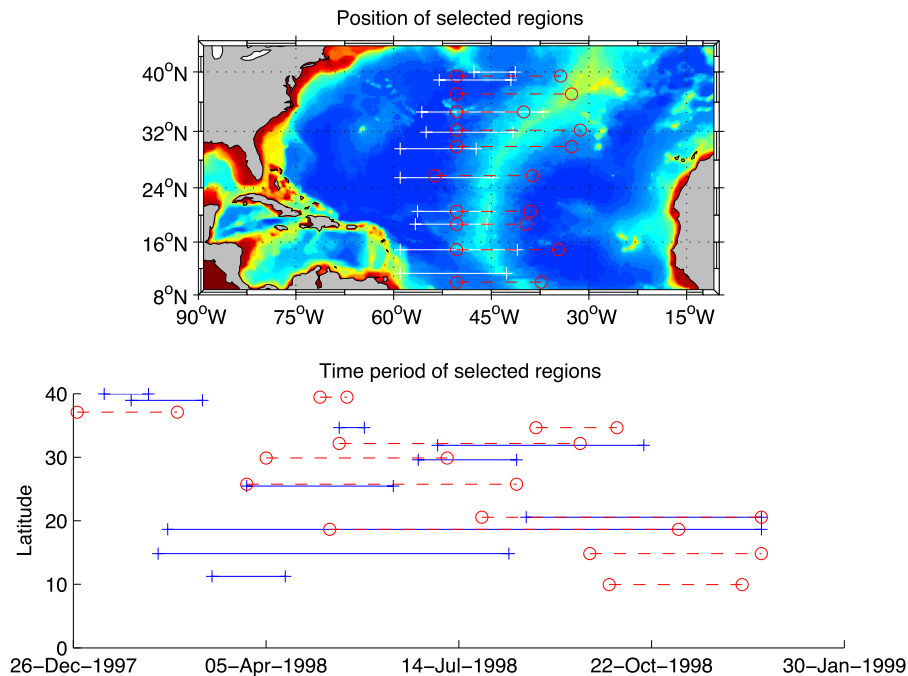 Position of selected regions
40°N
32°N
24°N
16°N
8°N
90°W 75°W 60°W 45°W 30°W 15°W
Time period of selected regions
Latitude
40
30
20
10
0
26-Dec-1997 05-Apr-1998 14-Jul-1998 22-Oct-1998 30-Jan-1999